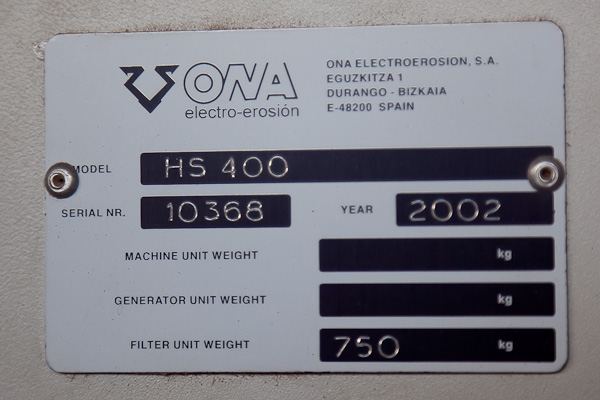 ONA
electro-erosión
ONA ELECTROEROSION, S.A.
EGUZKITZA 1
DURANGO - BIZKAIA
E-48200 SPAIN
MODEL HS 400
SERIAL NR. 10368 YEAR 2002
MACHINE UNIT WEIGHT kg
GENERATOR UNIT WEIGHT kg
FILTER UNIT WEIGHT 750 kg